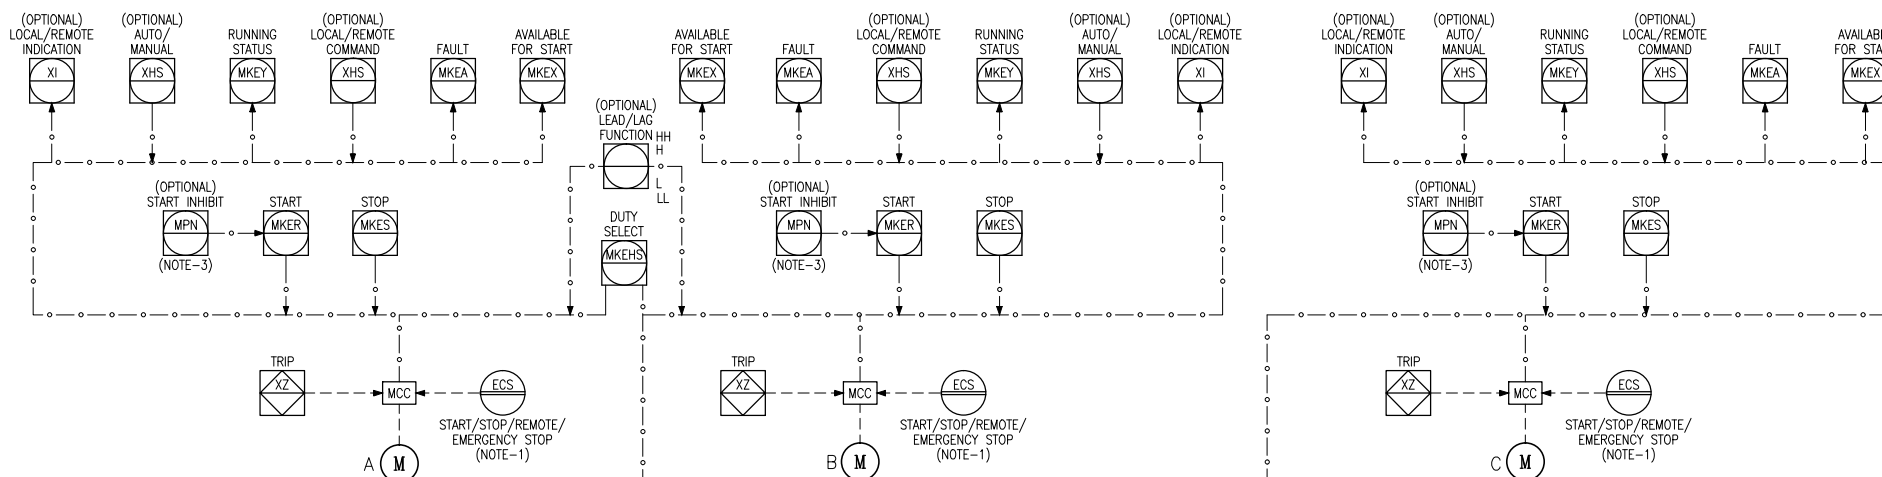 (OPTIONAL)
LOCAL/REMOTE
INDICATION
XI
(OPTIONAL)
AUTO/
MANUAL
XHS
RUNNING
STATUS
MKEY
(OPTIONAL)
LOCAL/REMOTE
COMMAND
XHS
FAULT
MKEA
AVAILABLE
FOR START
MKEX
(OPTIONAL)
LEAD/LAG
FUNCTION
HH
H
L
LL
AVAILABLE
FOR START
MKEX
FAULT
MKEA
(OPTIONAL)
LOCAL/REMOTE
COMMAND
XHS
RUNNING
STATUS
MKEY
(OPTIONAL)
AUTO/
MANUAL
XHS
(OPTIONAL)
LOCAL/REMOTE
INDICATION
XI
(OPTIONAL)
LOCAL/REMOTE
INDICATION
XI
(OPTIONAL)
AUTO/
MANUAL
XHS
RUNNING
STATUS
MKEY
(OPTIONAL)
LOCAL/REMOTE
COMMAND
XHS
FAULT
MKEA
AVAILABLE
FOR STA
MKEX
(OPTIONAL)
START INHIBIT
MPN
(NOTE-3)
START
MKER
STOP
MKES
DUTY
SELECT
MKEHS
(OPTIONAL)
START INHIBIT
MPN
(NOTE-3)
START
MKER
STOP
MKES
(OPTIONAL)
START INHIBIT
MPN
(NOTE-3)
START
MKER
STOP
MKES
TRIP
XZ
MCC
ECS
START/STOP/REMOTE/
EMERGENCY STOP
(NOTE-1)
A
M
TRIP
XZ
MCC
ECS
START/STOP/REMOTE/
EMERGENCY STOP
(NOTE-1)
B
M
TRIP
XZ
MCC
ECS
START/STOP/REMOTE/
EMERGENCY STOP
(NOTE-1)
C
M